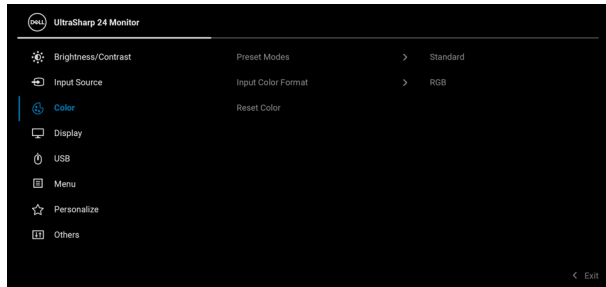 DELL UltraSharp 24 Monitor
Brightness/Contrast Preset Modes > Standard
Input Source Input Color Format > RGB
Color Reset Color
Display
USB
Menu
Personalize
Others
< Exit